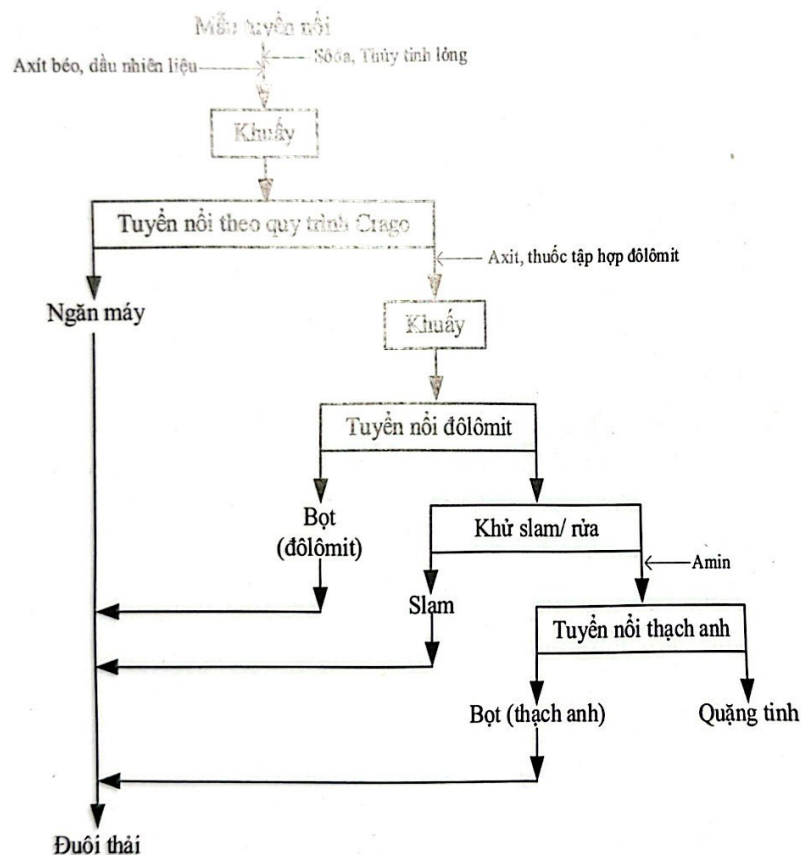 Mẫu tuyển nổi
Sôđa, Thủy tinh lỏng
Axít béo, dầu nhiên liệu
Khuấy
Tuyển nổi theo quy trình Crago
Axit, thuốc tập hợp đôlômit
Ngăn máy
Khuấy
Tuyển nổi đôlômit
Bọt
(đôlômit)
Khử slam/ rửa
Amin
Slam
Tuyển nổi thạch anh
Bọt (thạch anh)
Quặng tinh
Đuôi thải